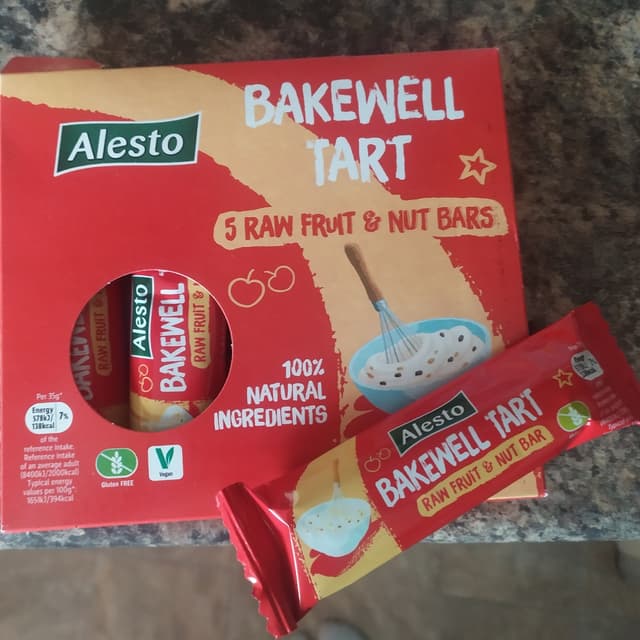 Alesto
BAKEWELL
TART
5 RAW FRUIT & NUT BARS
Alesto
BAKEWELL
RAW FRUIT &
RAW FRUIT
100%
NATURAL
INGREDIENTS
Per 35g*
Energy
578kJ/
138kcal
7%
of the
reference intake.
Reference intake
of an average adult
(8400kJ/2000kcal)
Typical energy
values per 100g:
1651kJ/394kcal
Gluten FREE
Vegan
Alesto
BAKEWELL TART
RAW FRUIT & NUT BAR